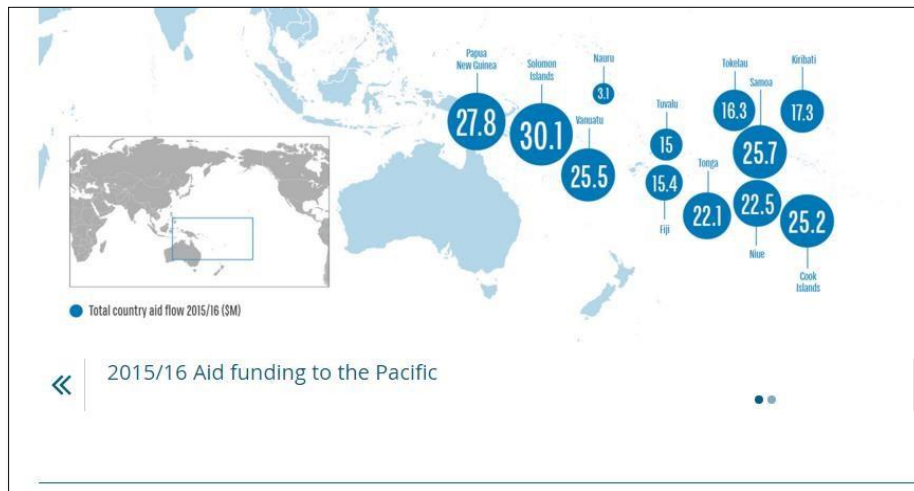 Papua
New Guinea
27.8
Solomon
Islands
30.1
Nauru
3.1
Vanuatu
25.5
Tuvalu
15
15.4
Fiji
Tonga
22.1
Tokelau
16.3
Samoa
25.7
Kiribati
17.3
22.5
Niue
25.2
Cook
Islands
Total country aid flow 2015/16 ($M)
2015/16 Aid funding to the Pacific